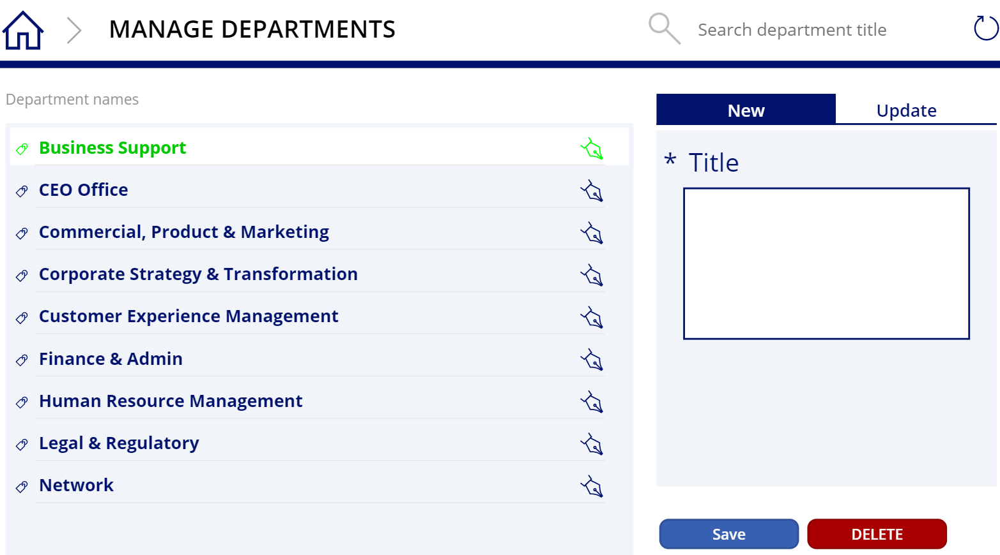 MANAGE DEPARTMENTS
Search department title
Department names
Business Support
CEO Office
Commercial, Product & Marketing
Corporate Strategy & Transformation
Customer Experience Management
Finance & Admin
Human Resource Management
Legal & Regulatory
Network
New
Update
* Title
Save
DELETE